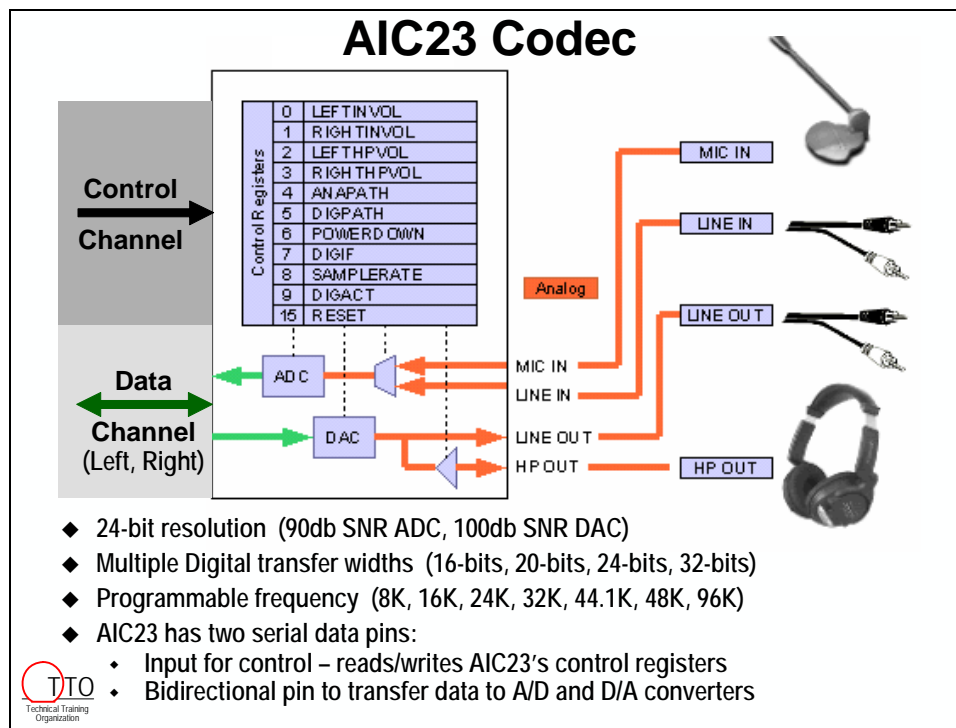 AIC23 Codec
Control
Channel
Data
Channel
(Left, Right)
Control Registers
0 LEFTINVOL
1 RIGHTINVOL
2 LEFTHPVOL
3 RIGHTHPVOL
4 ANAPATH
5 DIGPATH
6 POWERDOWN
7 DIGIF
8 SAMPLERATE
9 DIGACT
15 RESET
ADC
DAC
MIC IN
LINE IN
LINE OUT
HP OUT
Analog
MIC IN
LINE IN
LINE OUT
HP OUT
◆ 24-bit resolution (90db SNR ADC, 100db SNR DAC)
◆ Multiple Digital transfer widths (16-bits, 20-bits, 24-bits, 32-bits)
◆ Programmable frequency (8K, 16K, 24K, 32K, 44.1K, 48K, 96K)
◆ AIC23 has two serial data pins:
◆ Input for control – reads/writes AIC23's control registers
◆ Bidirectional pin to transfer data to A/D and D/A converters
TTO
Technical Training
Organization